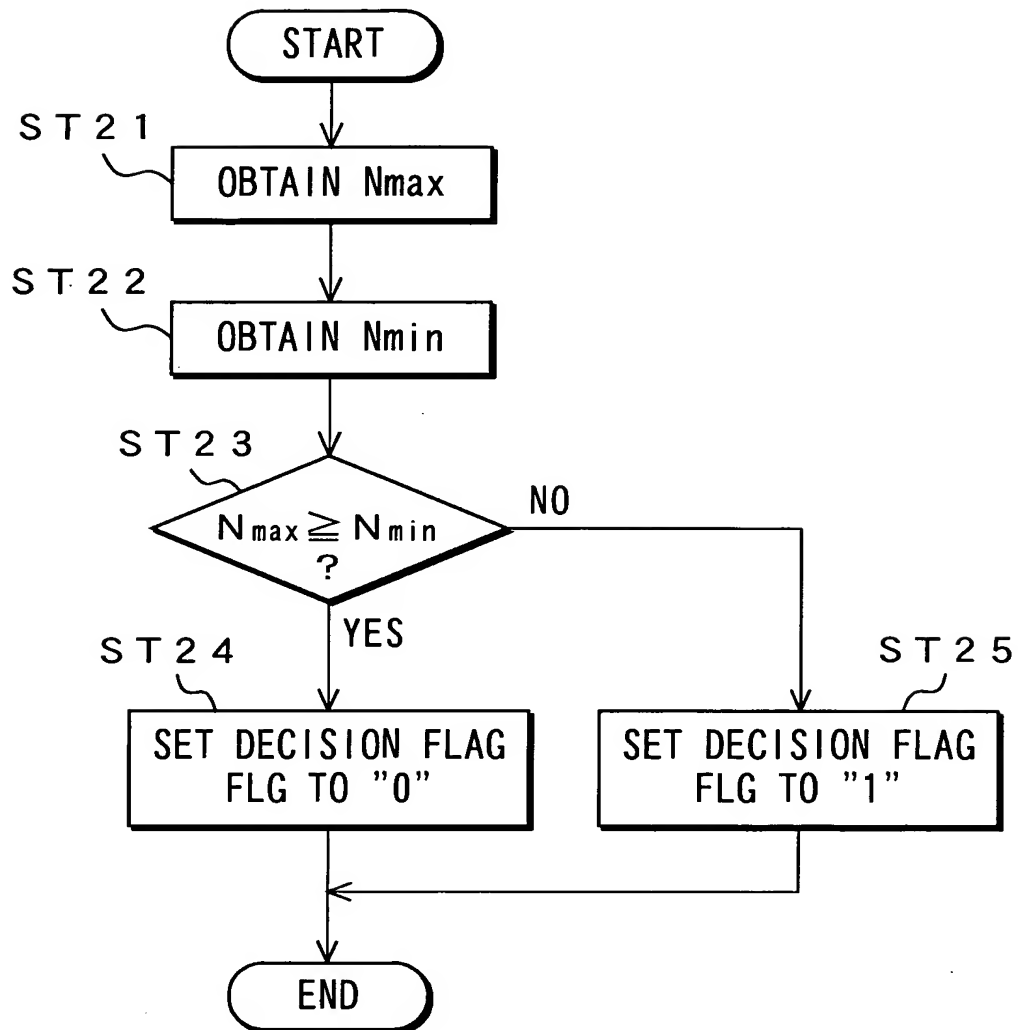 START
ST21
OBTAIN Nmax
ST22
OBTAIN Nmin
ST23
Nmax ≧ Nmin
?
NO
YES
ST24
SET DECISION FLAG
FLG TO "0"
ST25
SET DECISION FLAG
FLG TO "1"
END